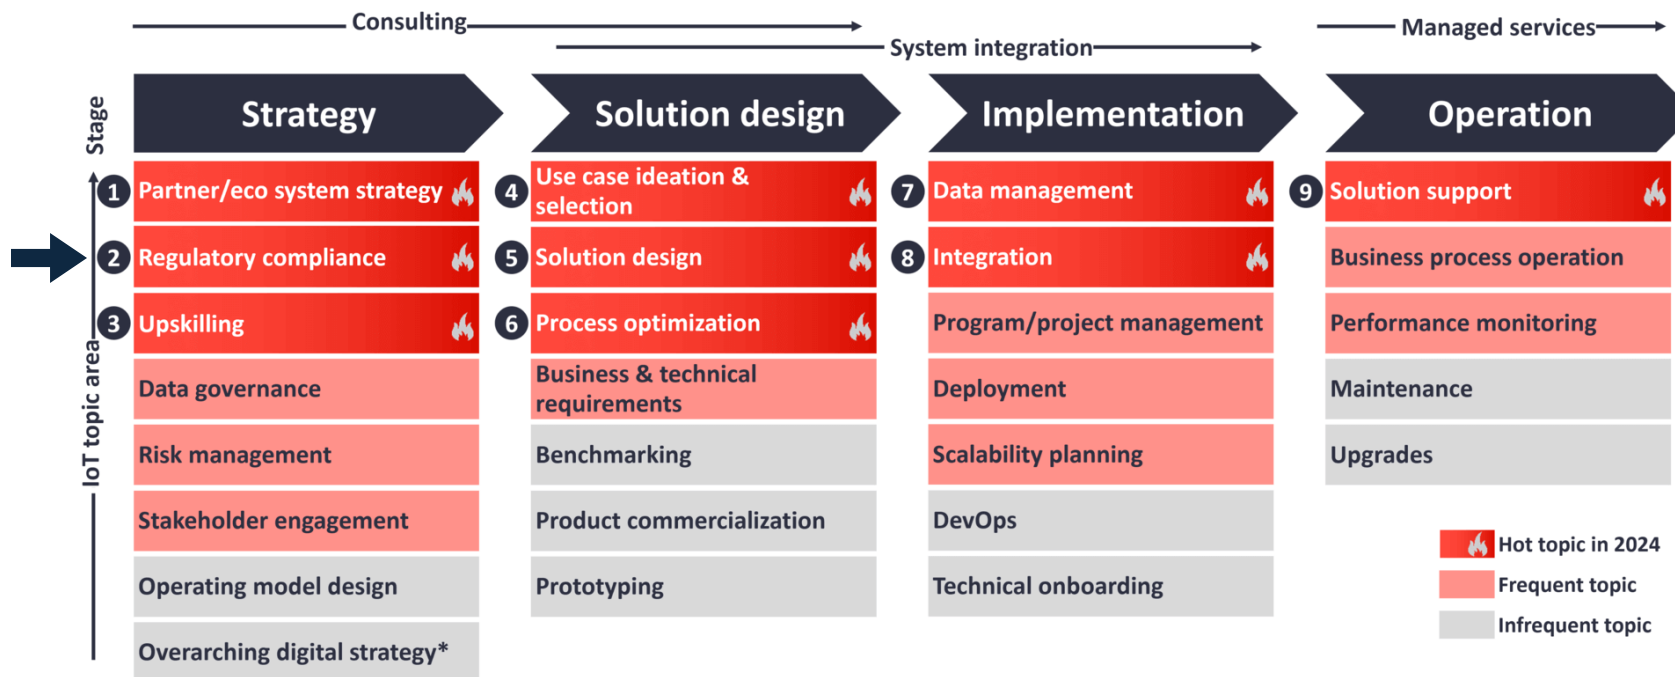 Consulting
System integration
Managed services
Stage
IoT topic area
Strategy
Solution design
Implementation
Operation
1 Partner/eco system strategy
2 Regulatory compliance
3 Upskilling
Data governance
Risk management
Stakeholder engagement
Operating model design
Overarching digital strategy*
4 Use case ideation &
selection
5 Solution design
6 Process optimization
Business & technical
requirements
Benchmarking
Product commercialization
Prototyping
7 Data management
8 Integration
Program/project management
Deployment
Scalability planning
DevOps
Technical onboarding
9 Solution support
Business process operation
Performance monitoring
Maintenance
Upgrades
Hot topic in 2024
Frequent topic
Infrequent topic